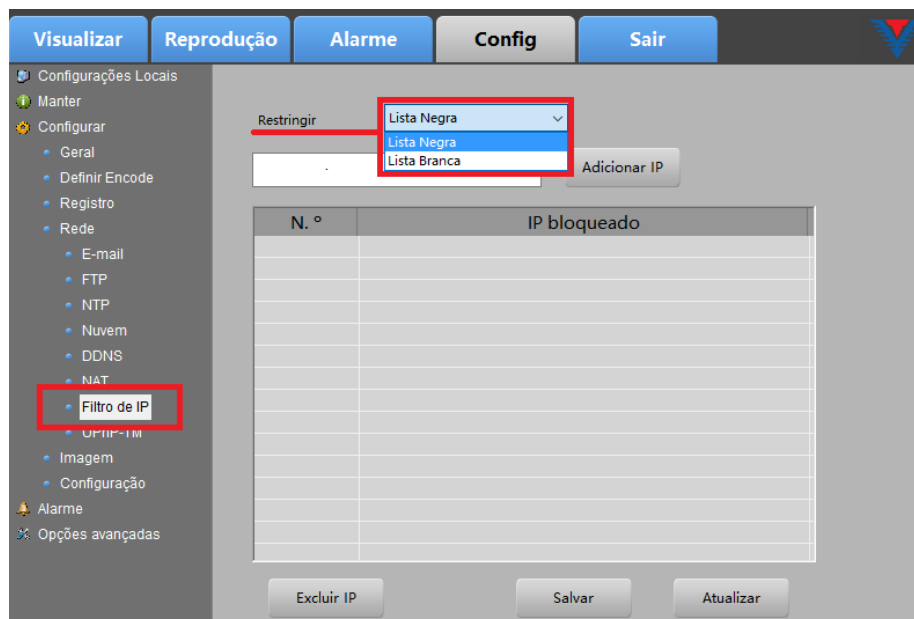 Visualizar Reprodução Alarme Config Sair
Configurações Locais
Manter
Configurar
Geral
Definir Encode
Registro
Rede
E-mail
FTP
NTP
Nuvem
DDNS
NAT
Filtro de IP
UPnP-TM
Imagem
Configuração
Alarme
Opções avançadas
Restringir Lista Negra
Lista Negra
Lista Branca
. Adicionar IP
N. º IP bloqueado
Excluir IP Salvar Atualizar